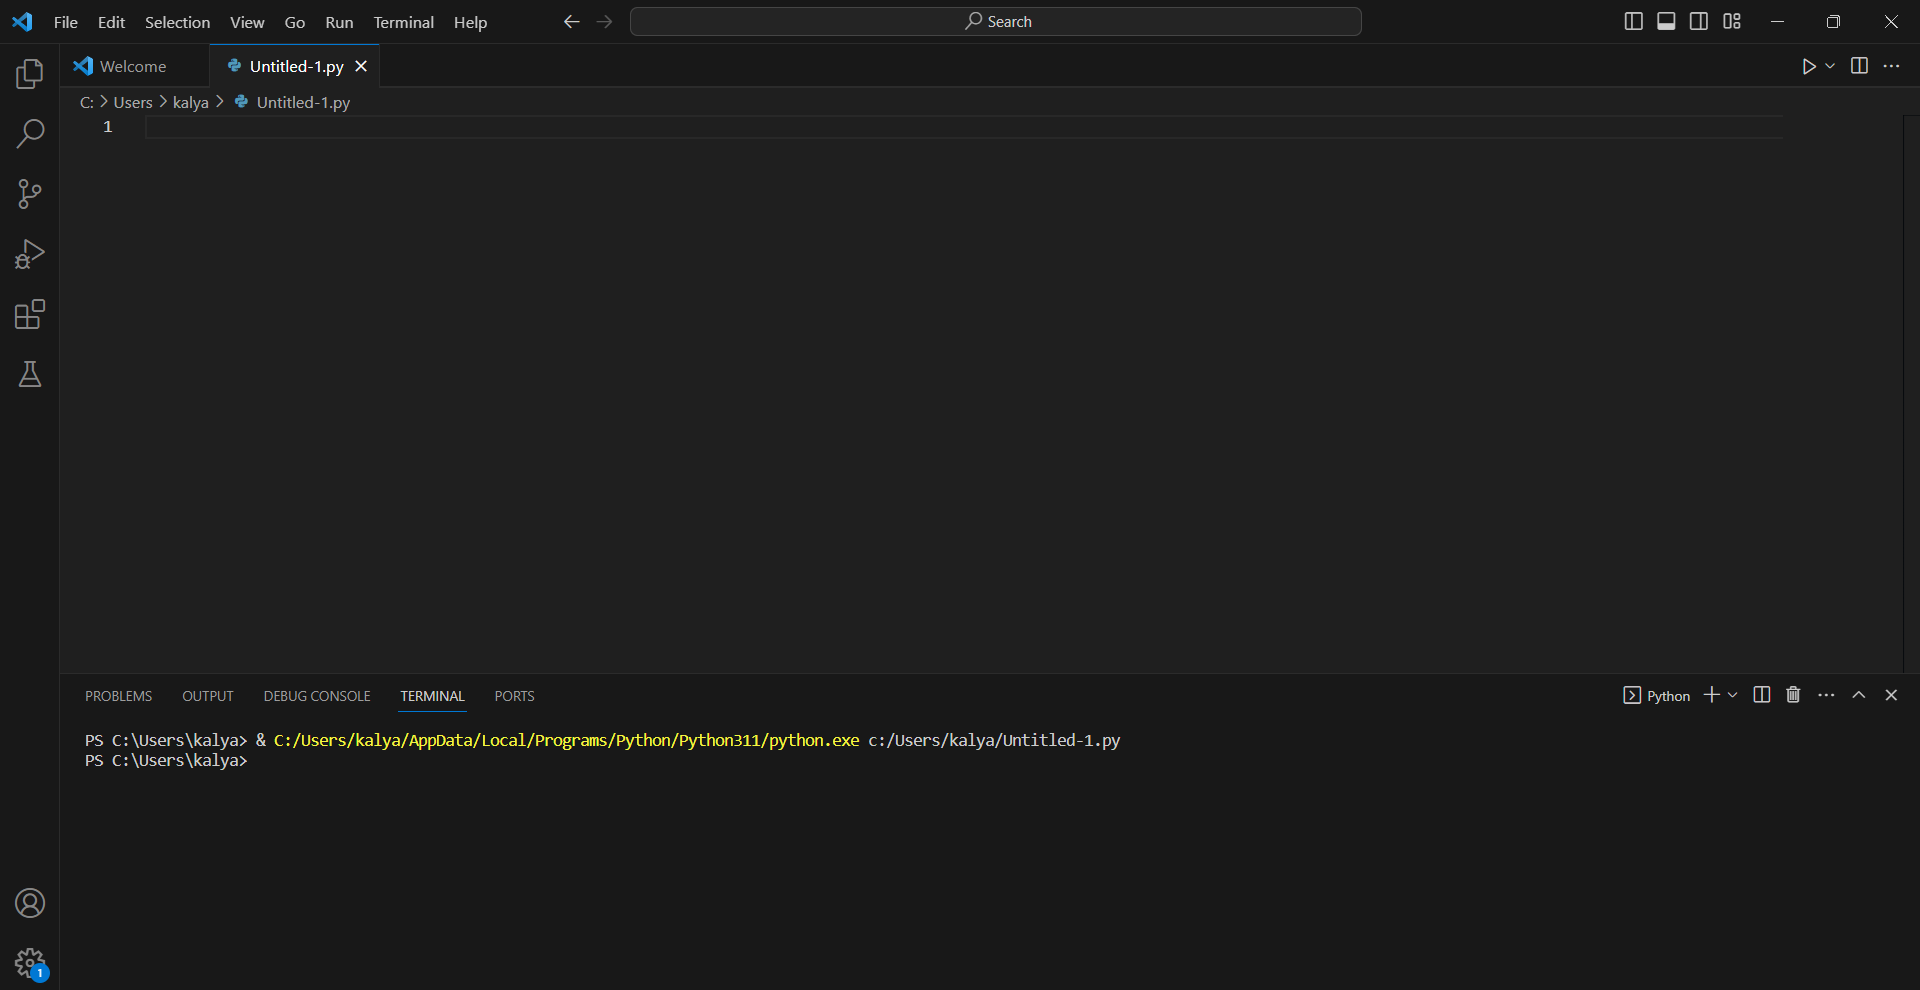 File Edit Selection View Go Run Terminal Help Search
Welcome Untitled-1.py
C: > Users > kalya > Untitled-1.py
1
PROBLEMS OUTPUT DEBUG CONSOLE TERMINAL PORTS Python
PS C:\Users\kalya> & C:/Users/kalya/AppData/Local/Programs/Python/Python311/python.exe c:/Users/kalya/Untitled-1.py
PS C:\Users\kalya>
1